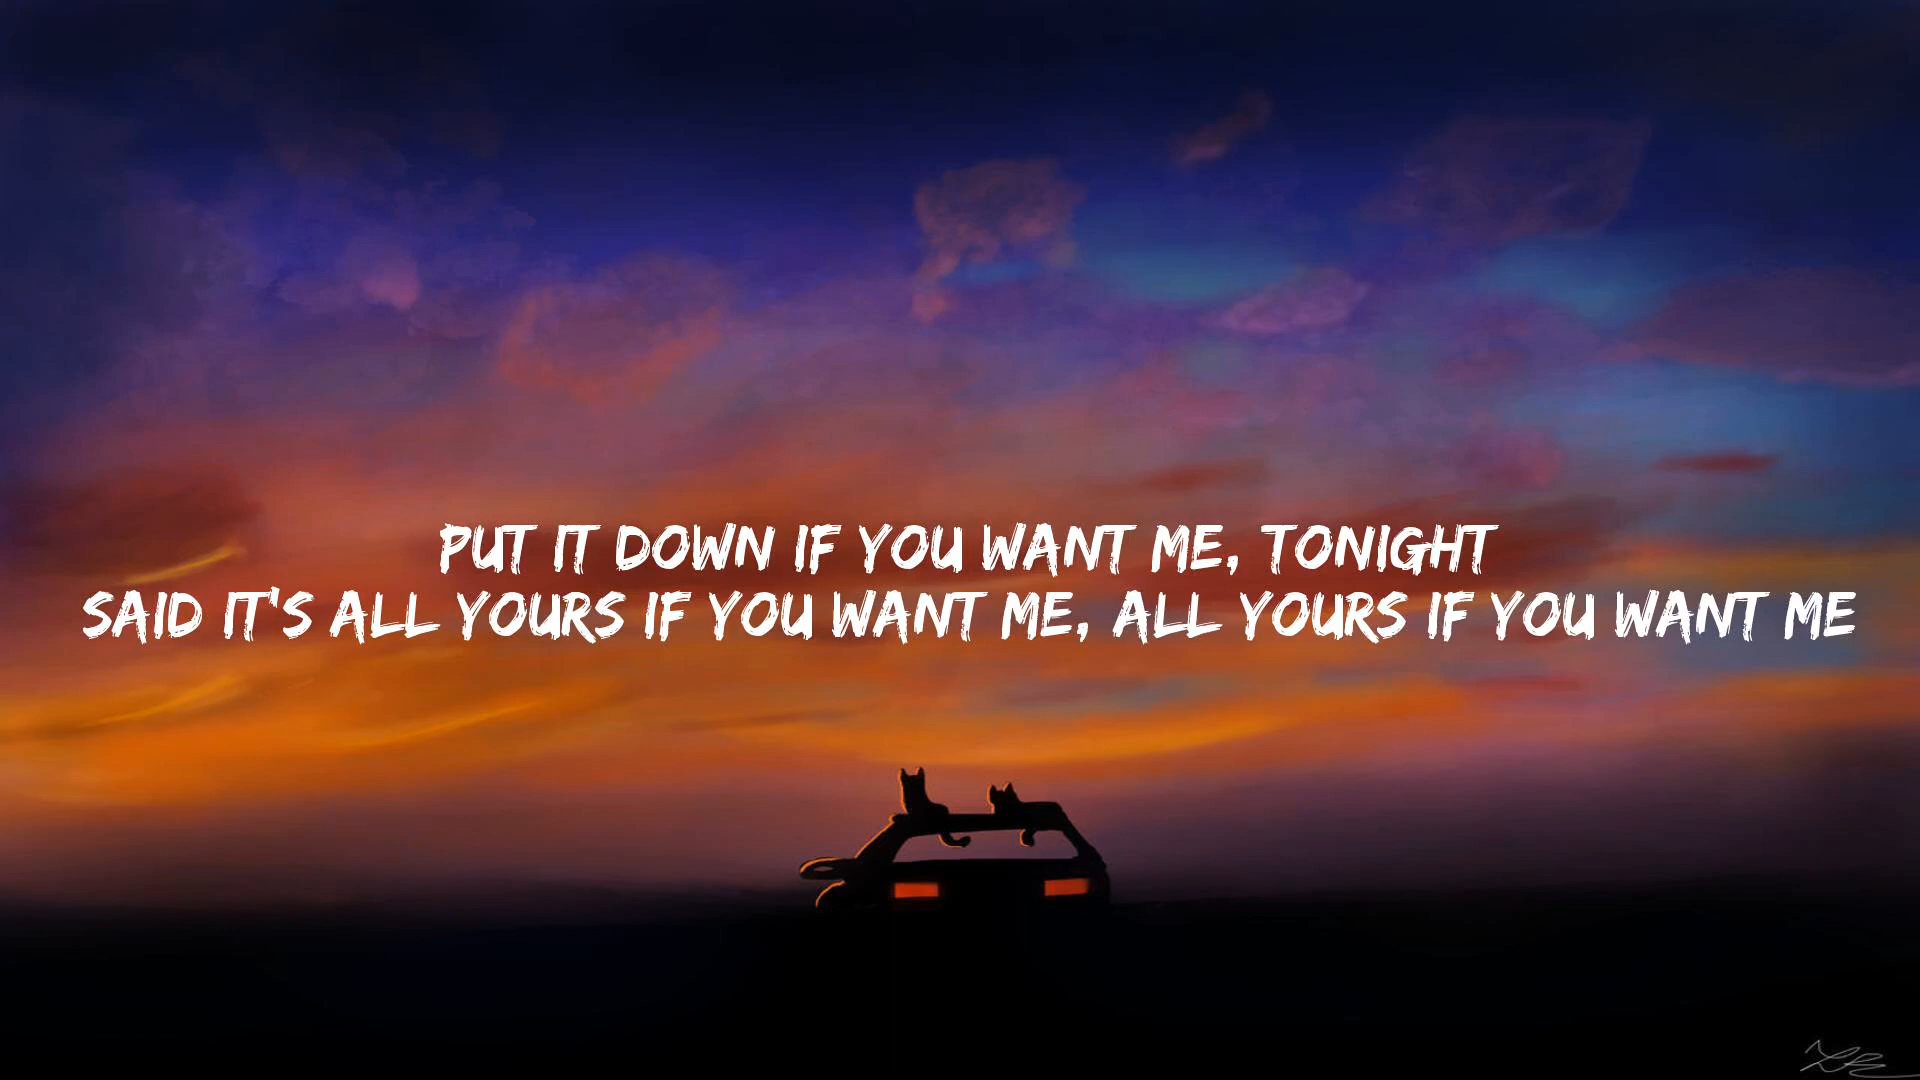 PUT IT DOWN IF YOU WANT ME, TONIGHT
SAID IT'S ALL YOURS IF YOU WANT ME, ALL YOURS IF YOU WANT ME